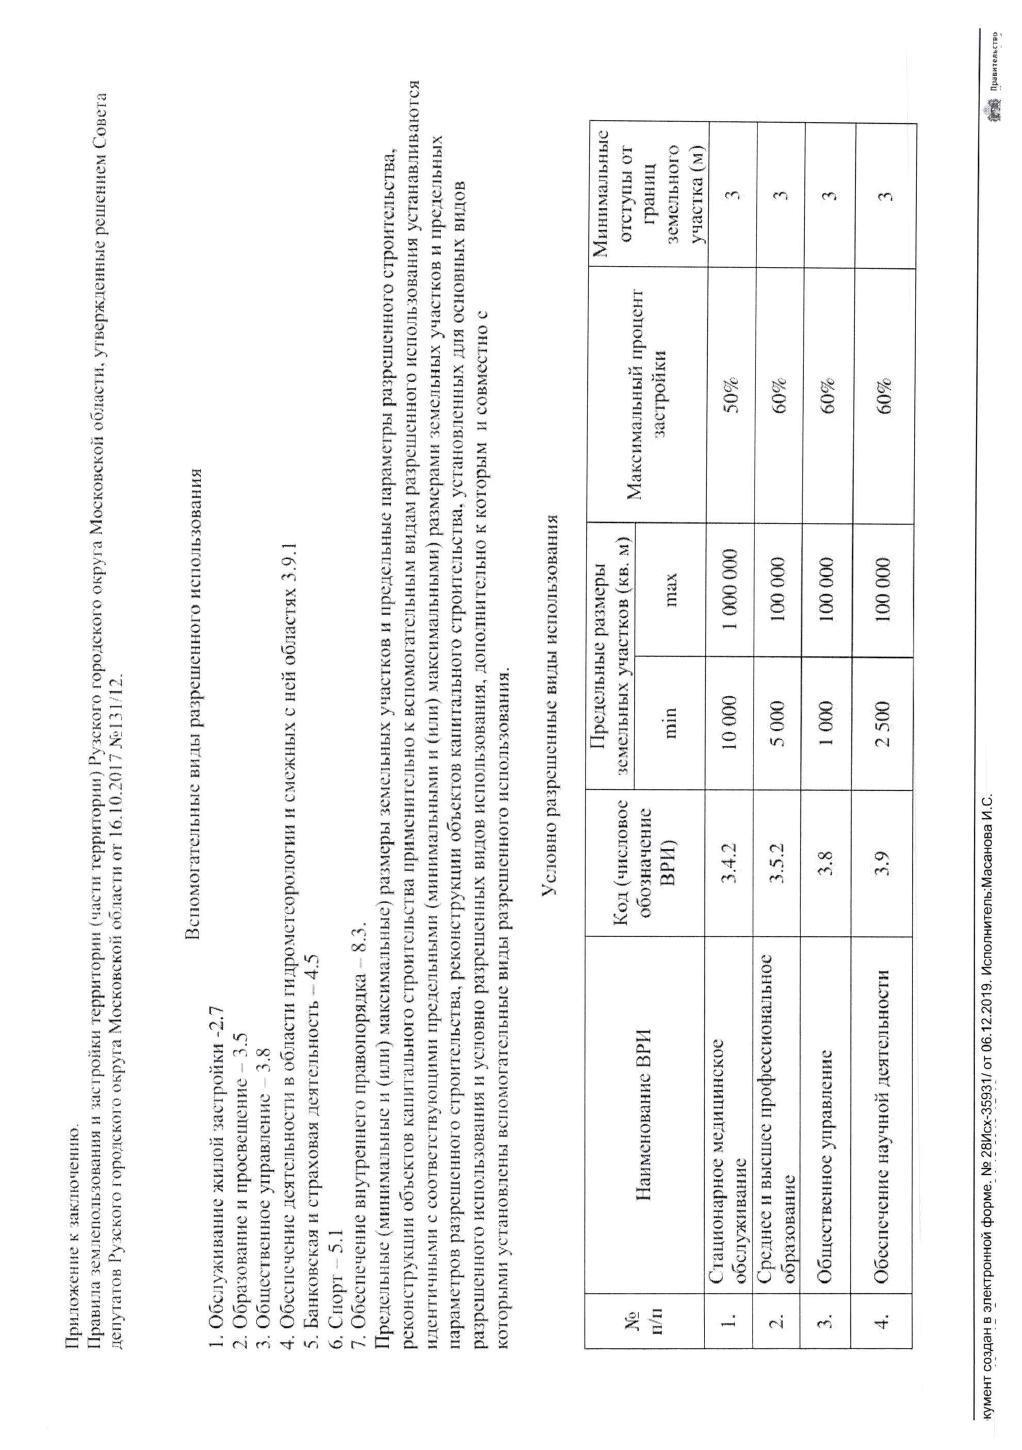 Приложение к заключению.
Правила землепользования и застройки территории (части территории) Рузского городского округа Московской области, утвержденные решением Совета
депутатов Рузского городского округа Московской области от 16.10.2017 №131/12.
Вспомогательные виды разрешенного использования
1. Обслуживание жилой застройки -2.7
2. Образование и просвещение – 3.5
3. Общественное управление – 3.8
4. Обеспечение деятельности в области гидрометеорологии и смежных с ней областях 3.9.1
5. Банковская и страховая деятельность – 4.5
6. Спорт – 5.1
7. Обеспечение внутреннего правопорядка – 8.3.
Предельные (минимальные и (или) максимальные) размеры земельных участков и предельные параметры разрешенного строительства,
реконструкции объектов капитального строительства применительно к вспомогательным видам разрешенного использования устанавливаются
идентичными с соответствующими предельными (минимальными и (или) максимальными) размерами земельных участков и предельных
параметров разрешенного строительства, реконструкции объектов капитального строительства, установленных для основных видов
разрешенного использования и условно разрешенных видов использования, дополнительно к которым и совместно с
которыми установлены вспомогательные виды разрешенного использования.
Условно разрешенные виды использования
№ п/п Наименование ВРИ Код (числовое обозначение ВРИ) Предельные размеры земельных участков (кв. м) Максимальный процент застройки Минимальные отступы от границ земельного участка (м)
min max
1. Стационарное медицинское обслуживание 3.4.2 10 000 1 000 000 50% 3
2. Среднее и высшее профессиональное образование 3.5.2 5 000 100 000 60% 3
3. Общественное управление 3.8 1 000 100 000 60% 3
4. Обеспечение научной деятельности 3.9 2 500 100 000 60% 3
кумент создан в электронной форме. № 28Исх-35931/ от 06.12.2019. Исполнитель:Масанова И.С.
Правительство